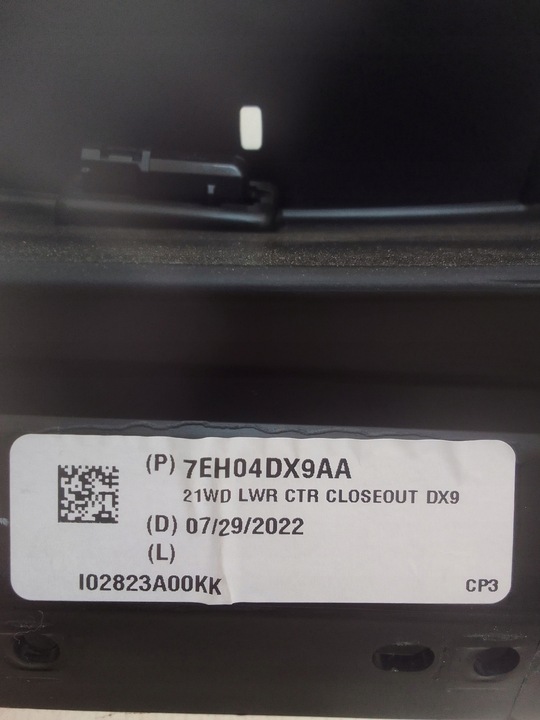 (P) 7EH04DX9AA
21WD LWR CTR CLOSEOUT DX9
(D) 07/29/2022
(L)
I02823A00KK CP3